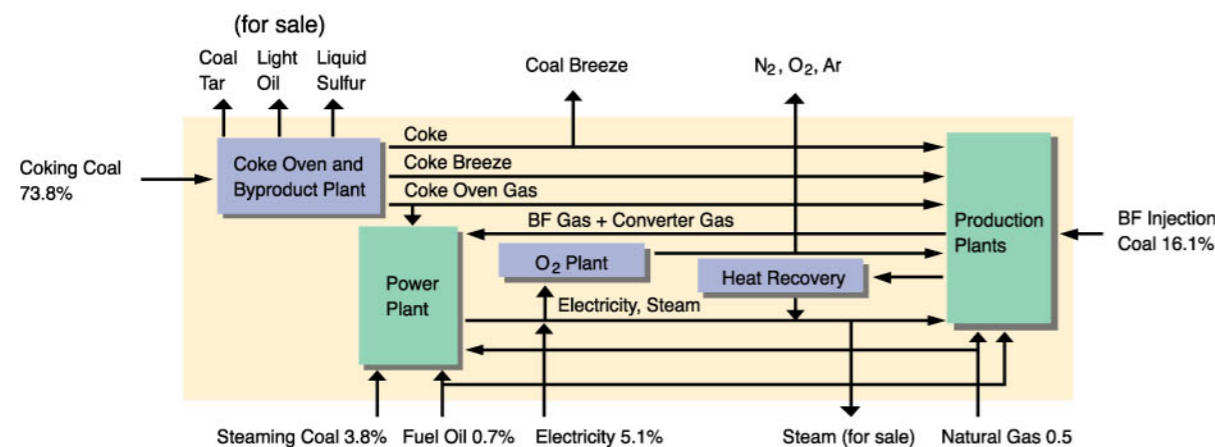 (for sale)
Coal Tar
Light Oil
Liquid Sulfur
Coal Breeze
N2, O2, Ar
Coking Coal
73.8%
Coke Oven and
Byproduct Plant
Coke
Coke Breeze
Coke Oven Gas
BF Gas + Converter Gas
Production
Plants
BF Injection
Coal 16.1%
O2 Plant
Heat Recovery
Power
Plant
Electricity, Steam
Steaming Coal 3.8%
Fuel Oil 0.7%
Electricity 5.1%
Steam (for sale)
Natural Gas 0.5